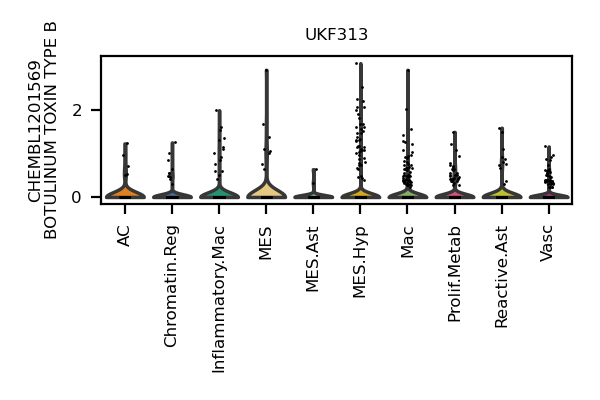 UKF313
CHEMBL1201569
BOTULINUM TOXIN TYPE B
2
0
AC
Chromatin.Reg
Inflammatory.Mac
MES
MES.Ast
MES.Hyp
Mac
Prolif.Metab
Reactive.Ast
Vasc